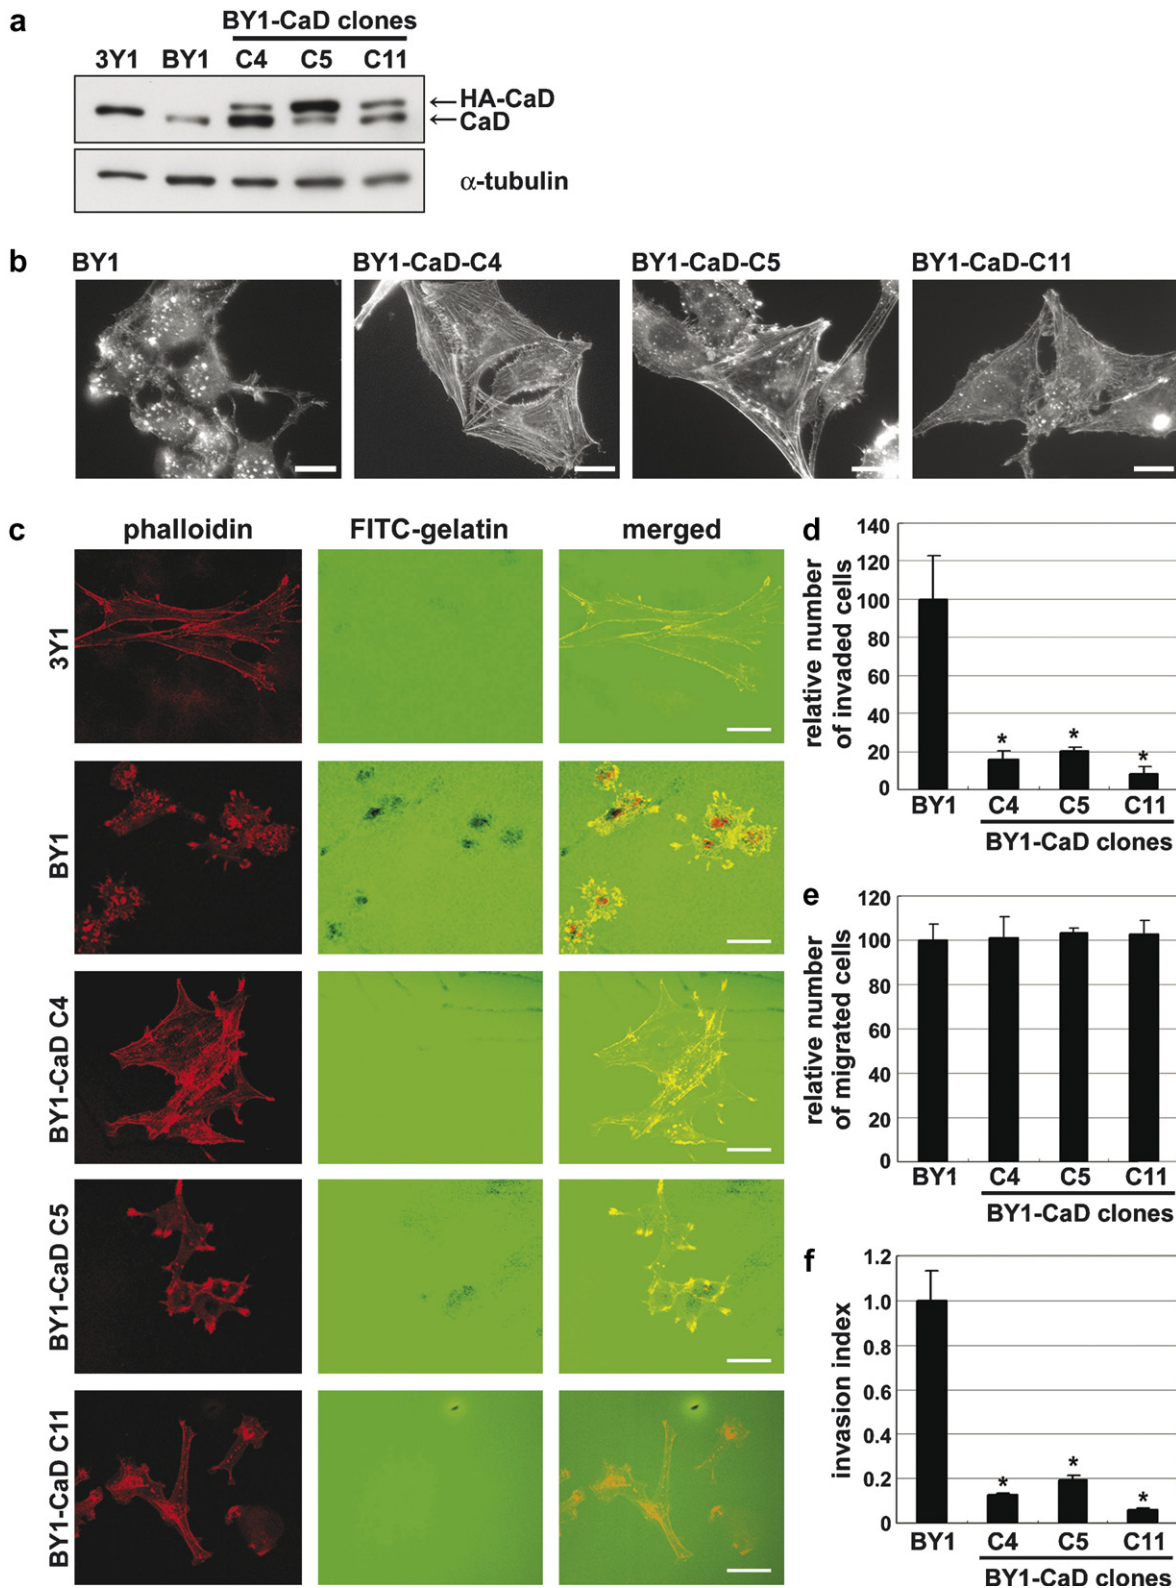 a
BY1-CaD clones
3Y1 BY1 C4 C5 C11
←HA-CaD
←CaD
α-tubulin
b
BY1 BY1-CaD-C4 BY1-CaD-C5 BY1-CaD-C11
c
phalloidin FITC-gelatin merged
3Y1
BY1
BY1-CaD C4
BY1-CaD C5
BY1-CaD C11
d
relative number
of invaded cells
140
120
100
80
60
40
20
0
* * *
BY1 C4 C5 C11
BY1-CaD clones
e
relative number
of migrated cells
120
100
80
60
40
20
0
BY1 C4 C5 C11
BY1-CaD clones
f
invasion index
1.2
1.0
0.8
0.6
0.4
0.2
0
* * *
BY1 C4 C5 C11
BY1-CaD clones